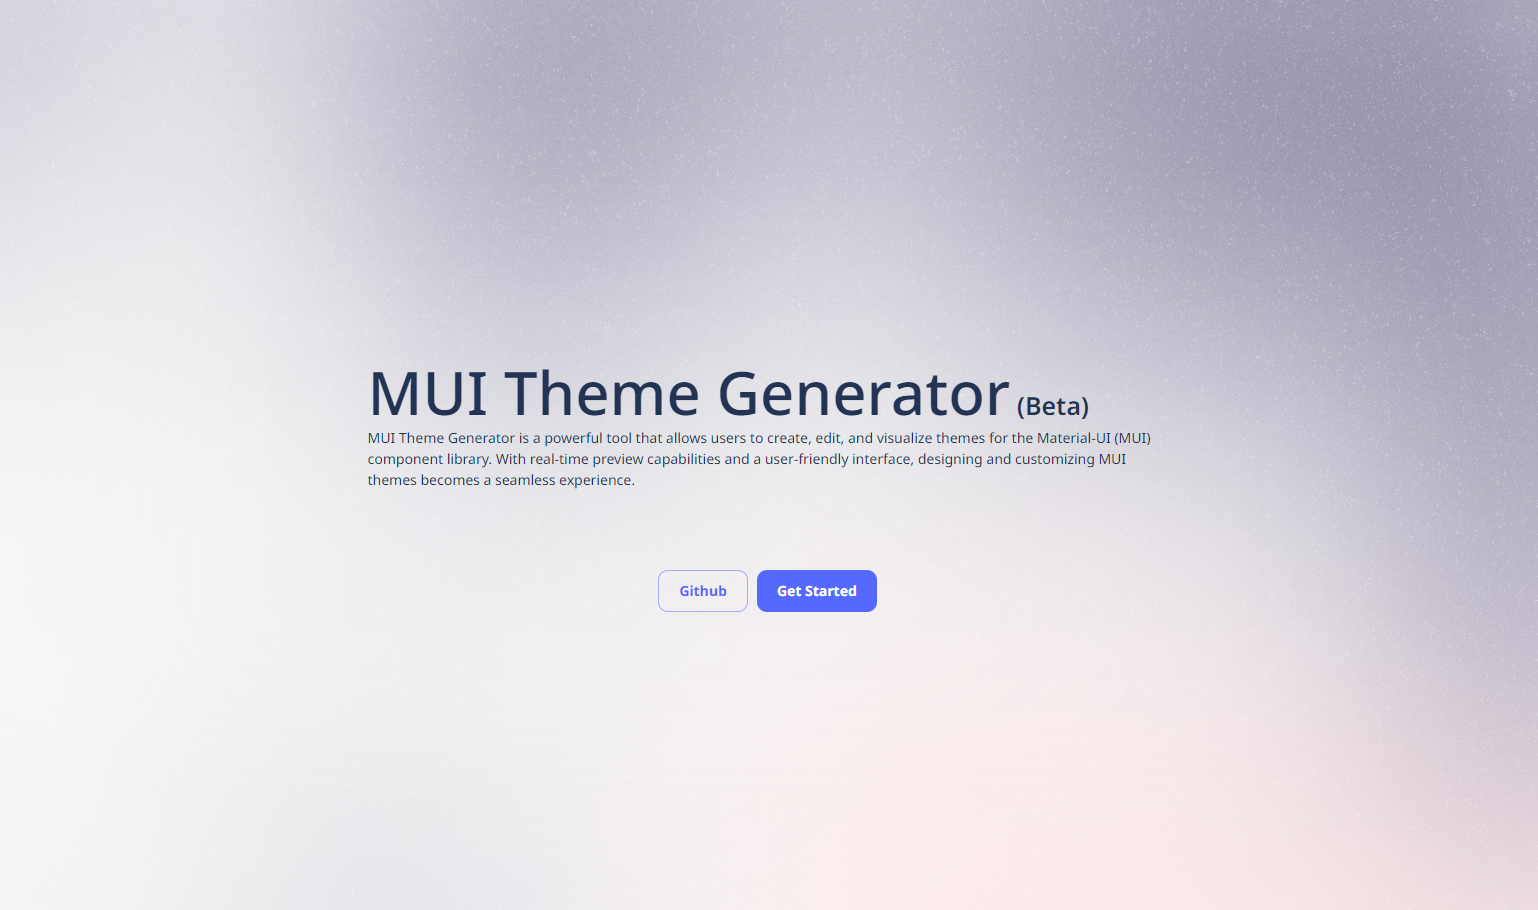 MUI Theme Generator (Beta)
MUI Theme Generator is a powerful tool that allows users to create, edit, and visualize themes for the Material-UI (MUI)
component library. With real-time preview capabilities and a user-friendly interface, designing and customizing MUI
themes becomes a seamless experience.
Github Get Started